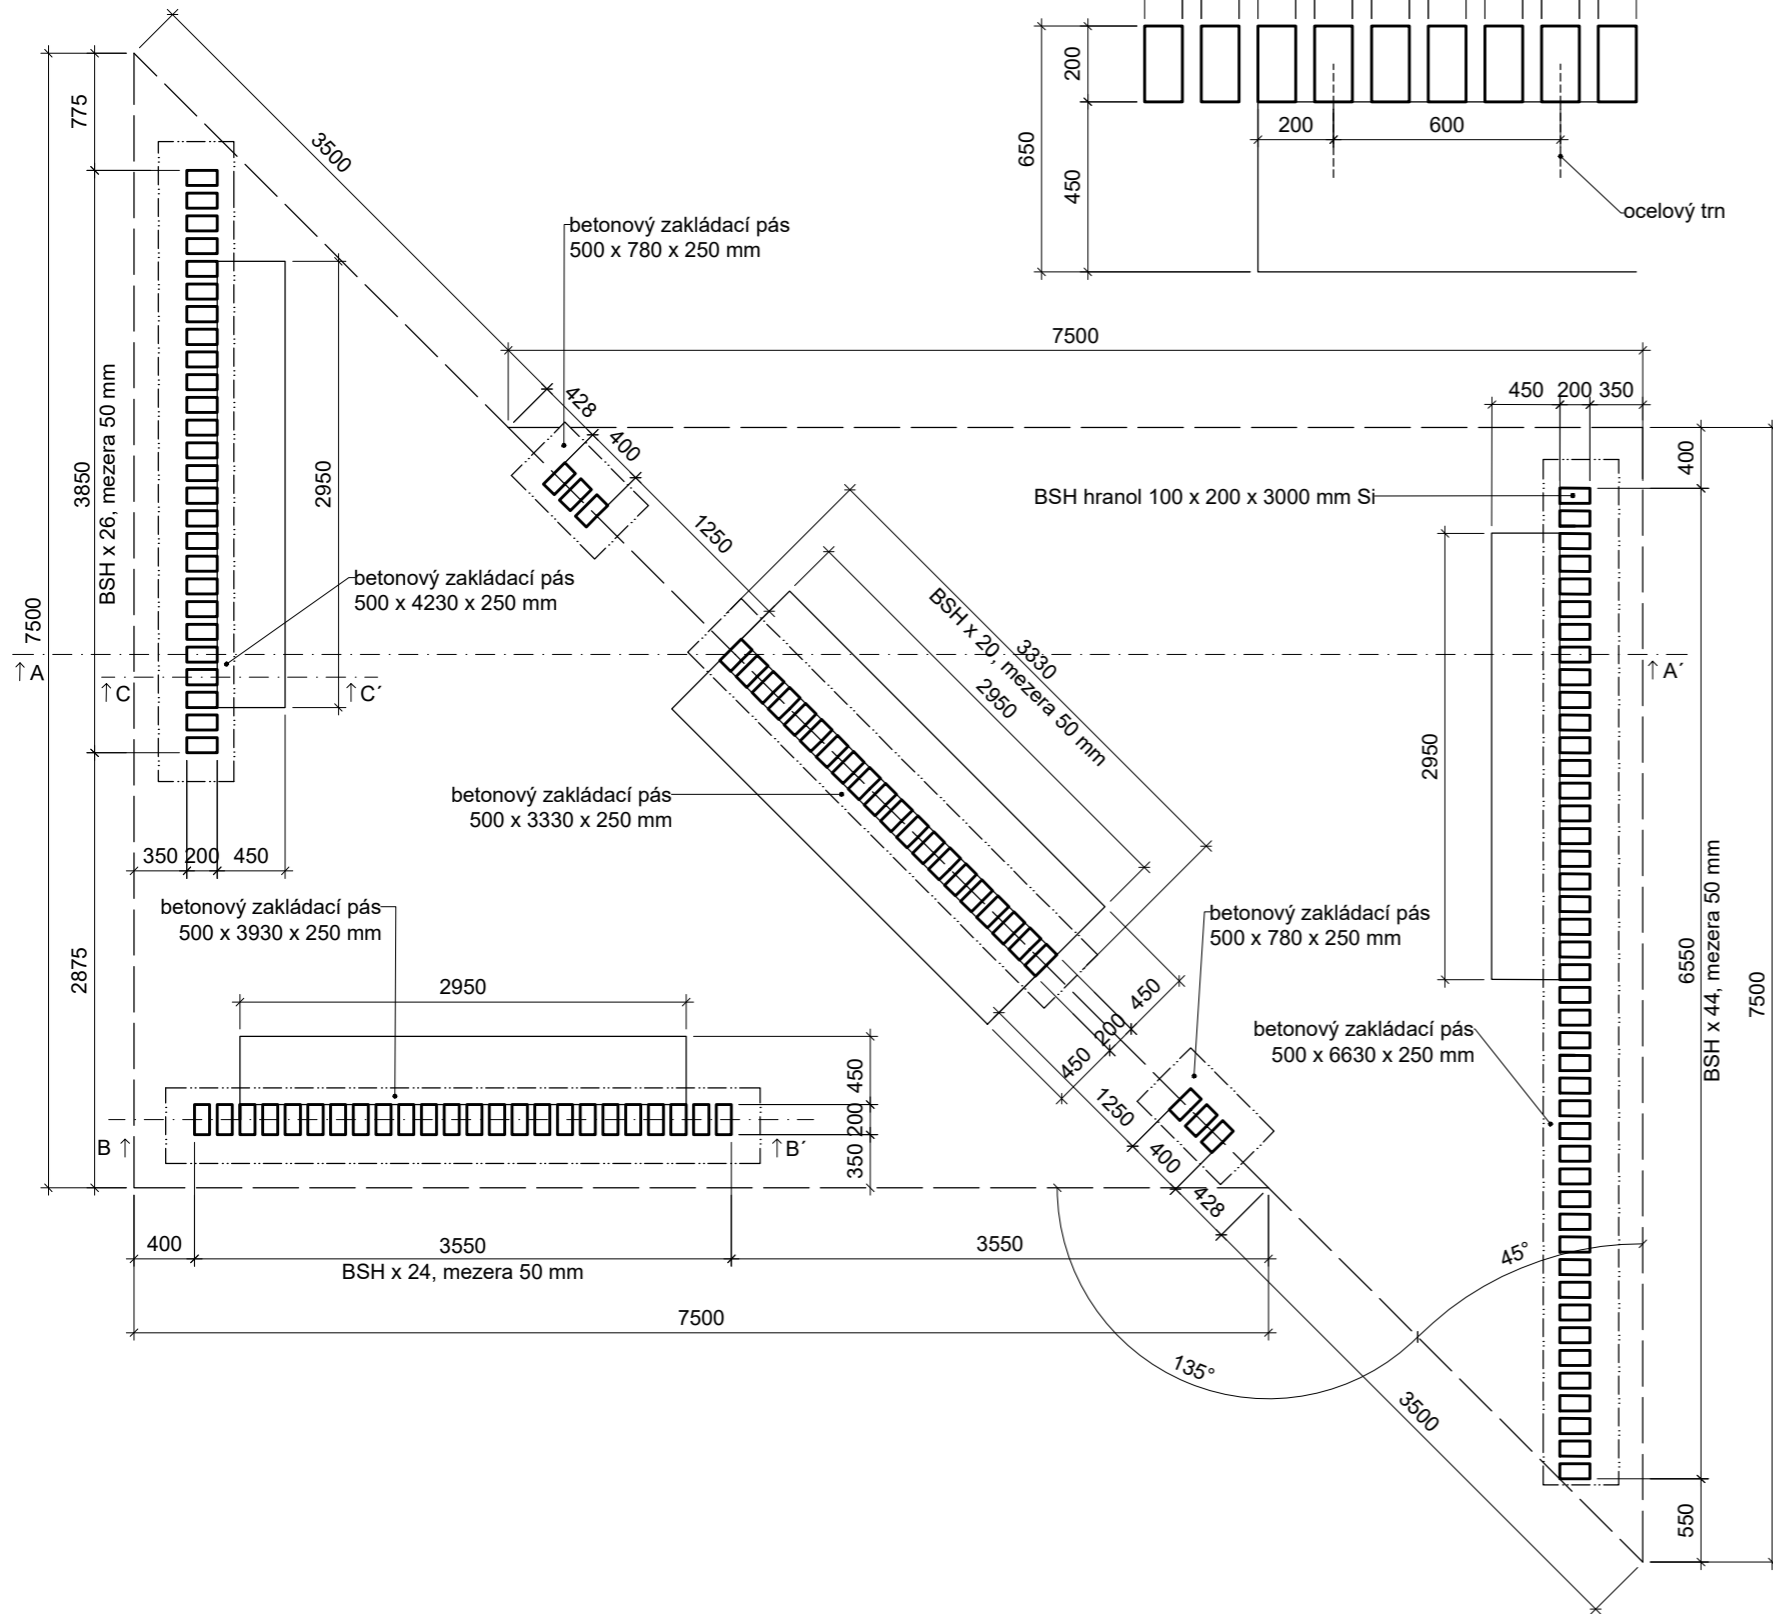 200
650
450
200
600
ocelový trn
775
3500
betonový zakládací pás
500 x 780 x 250 mm
7500
428
400
450
200
350
400
BSH hranol 100 x 200 x 3000 mm Si
3850
BSH x 26, mezera 50 mm
2950
1250
7500
betonový zakládací pás
500 x 4230 x 250 mm
BSH x 20, mezera 50 mm
3330
2950
A
A´
C
C´
2950
betonový zakládací pás
500 x 3330 x 250 mm
350
200
450
betonový zakládací pás
500 x 3930 x 250 mm
2875
betonový zakládací pás
500 x 780 x 250 mm
6550
BSH x 44, mezera 50 mm
7500
2950
450
200
450
betonový zakládací pás
500 x 6630 x 250 mm
450
200
350
B
B´
1250
400
428
400
3550
3550
BSH x 24, mezera 50 mm
45°
7500
135°
3500
550